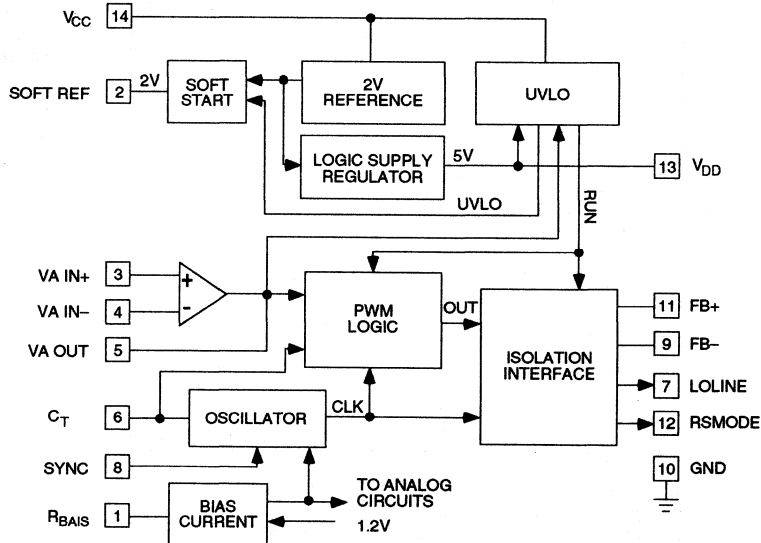 VCC 14
SOFT REF 2 2V
SOFT START
2V REFERENCE
UVLO
LOGIC SUPPLY REGULATOR
5V
13 VDD
UVLO
RUN
VA IN+ 3
+
VA IN– 4
-
VA OUT 5
PWM LOGIC
OUT
ISOLATION INTERFACE
11 FB+
9 FB–
7 LOLINE
12 RSMODE
CT 6
OSCILLATOR
CLK
SYNC 8
10 GND
RBAIS 1
BIAS CURRENT
TO ANALOG CIRCUITS
1.2V